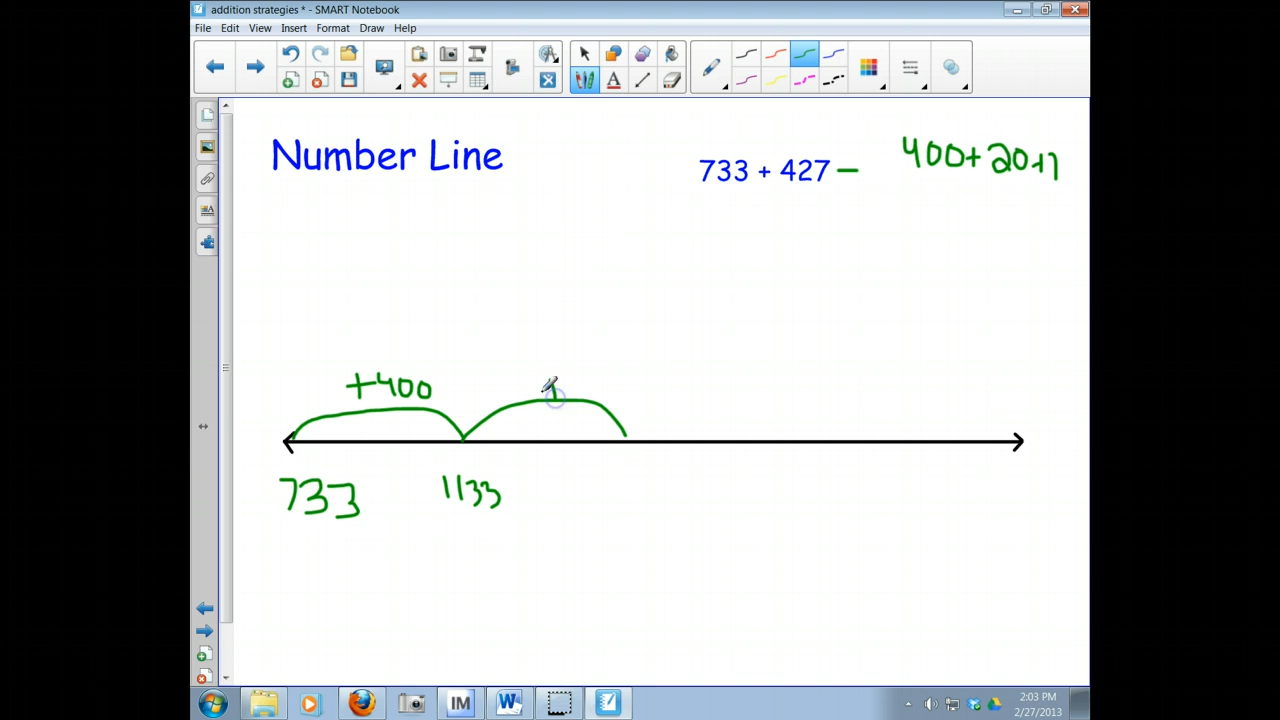 addition strategies * - SMART Notebook
File Edit View Insert Format Draw Help
Number Line
733 + 427 –
400+20+7
+400
733
1133
IM
W
2:03 PM
2/27/2013